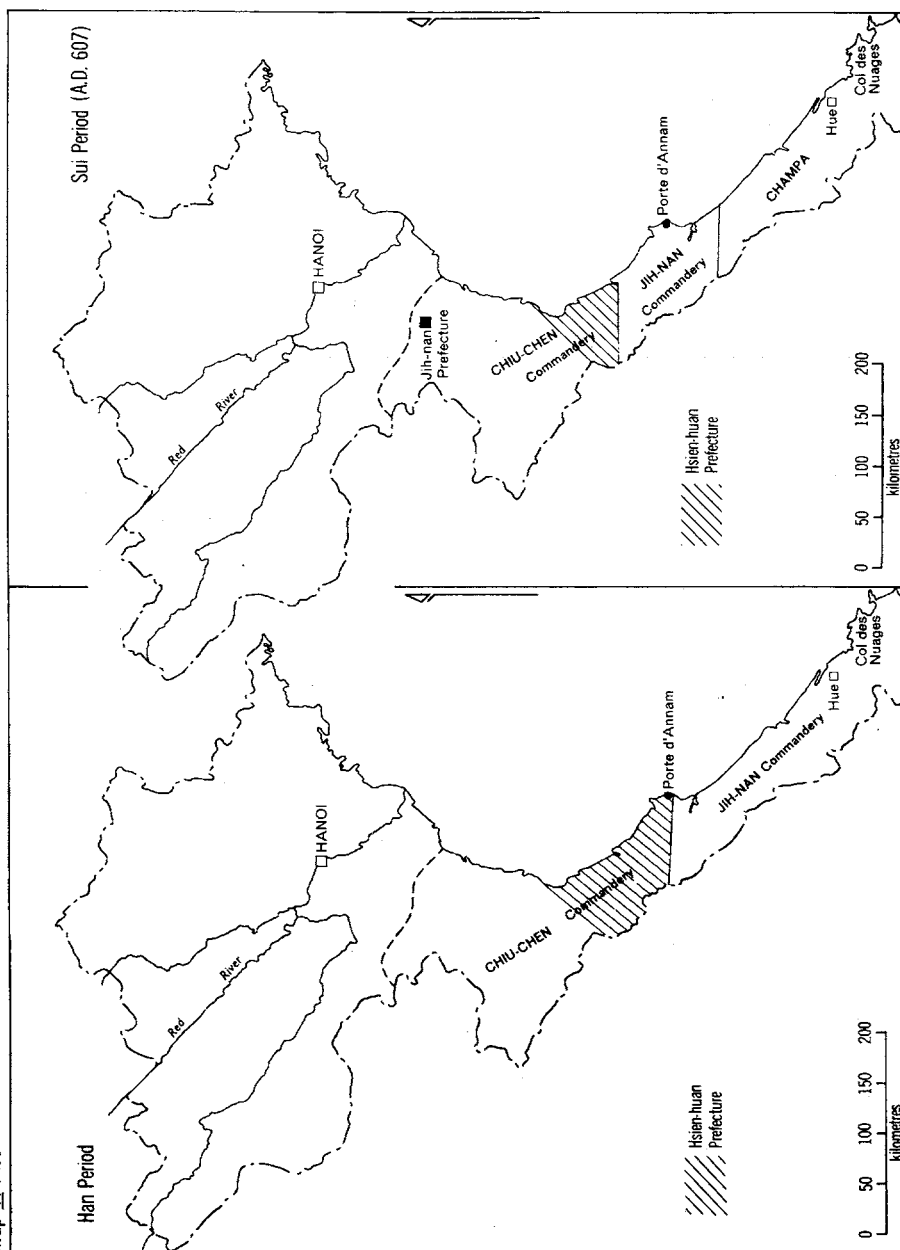 Han Period
HANOI
Red
River
CHIU-CHEN
Commandery
Porte d'Annam
JIH-NAN Commandery
Hue
Col des
Nuages
Hsien-huan
Prefecture
0 50 100 150 200
kilometres
Sui Period (A.D. 607)
HANOI
Red
River
Jih-nan
Prefecture
CHIU-CHEN
Commandery
Porte d'Annam
JIH-NAN
Commandery
CHAMPA
Hue
Col des
Nuages
Hsien-huan
Prefecture
0 50 100 150 200
kilometres